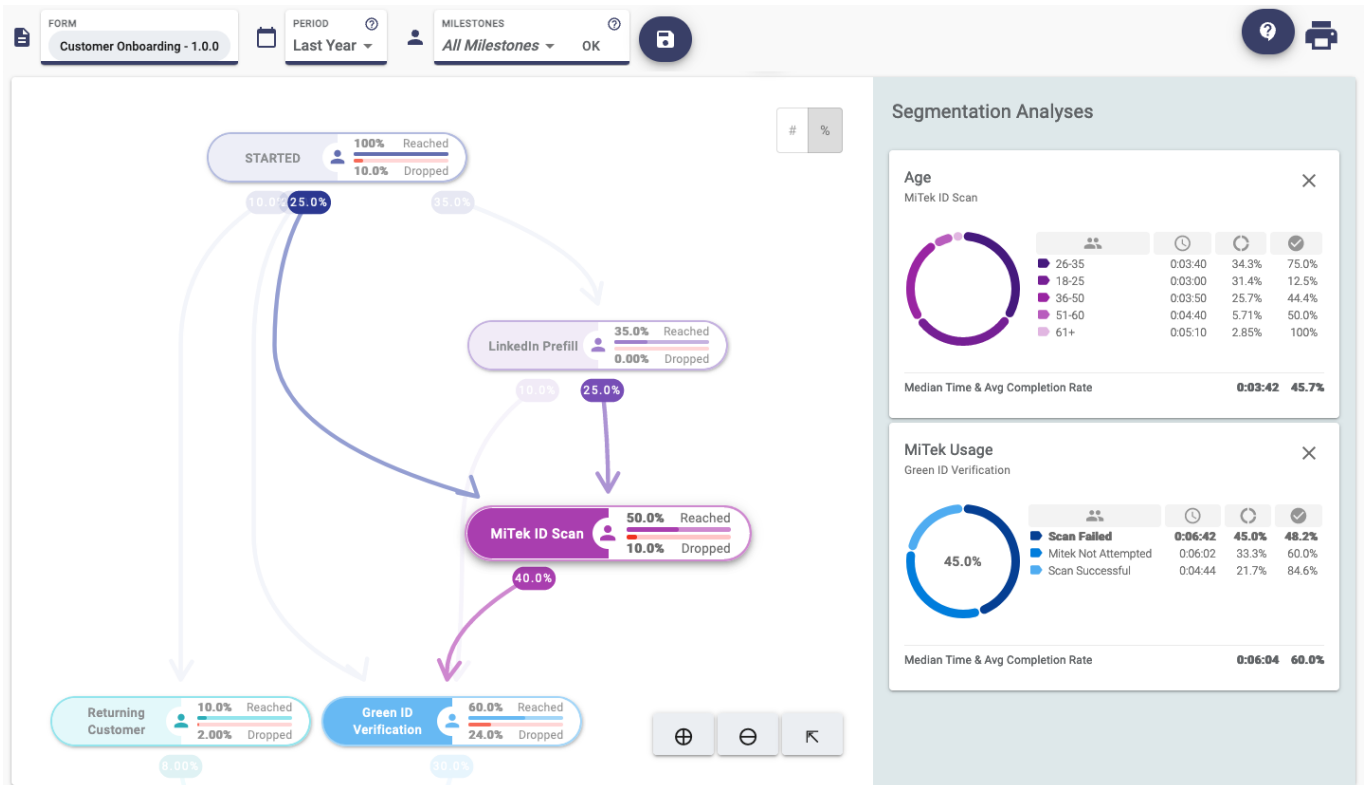 FORM
Customer Onboarding - 1.0.0
PERIOD
Last Year
MILESTONES
All Milestones
OK
# %
STARTED
100% Reached
10.0% Dropped
25.0%
35.0%
LinkedIn Prefill
35.0% Reached
0.00% Dropped
10.0%
25.0%
MiTek ID Scan
50.0% Reached
10.0% Dropped
40.0%
Returning
Customer
10.0% Reached
2.00% Dropped
8.00%
Green ID
Verification
60.0% Reached
24.0% Dropped
30.0%
Segmentation Analyses
Age
MiTek ID Scan
26-35 0:03:40 34.3% 75.0%
18-25 0:03:00 31.4% 12.5%
36-50 0:03:50 25.7% 44.4%
51-60 0:04:40 5.71% 50.0%
61+ 0:05:10 2.85% 100%
Median Time & Avg Completion Rate 0:03:42 45.7%
MiTek Usage
Green ID Verification
45.0%
Scan Failed 0:06:42 45.0% 48.2%
Mitek Not Attempted 0:06:02 33.3% 60.0%
Scan Successful 0:04:44 21.7% 84.6%
Median Time & Avg Completion Rate 0:06:04 60.0%